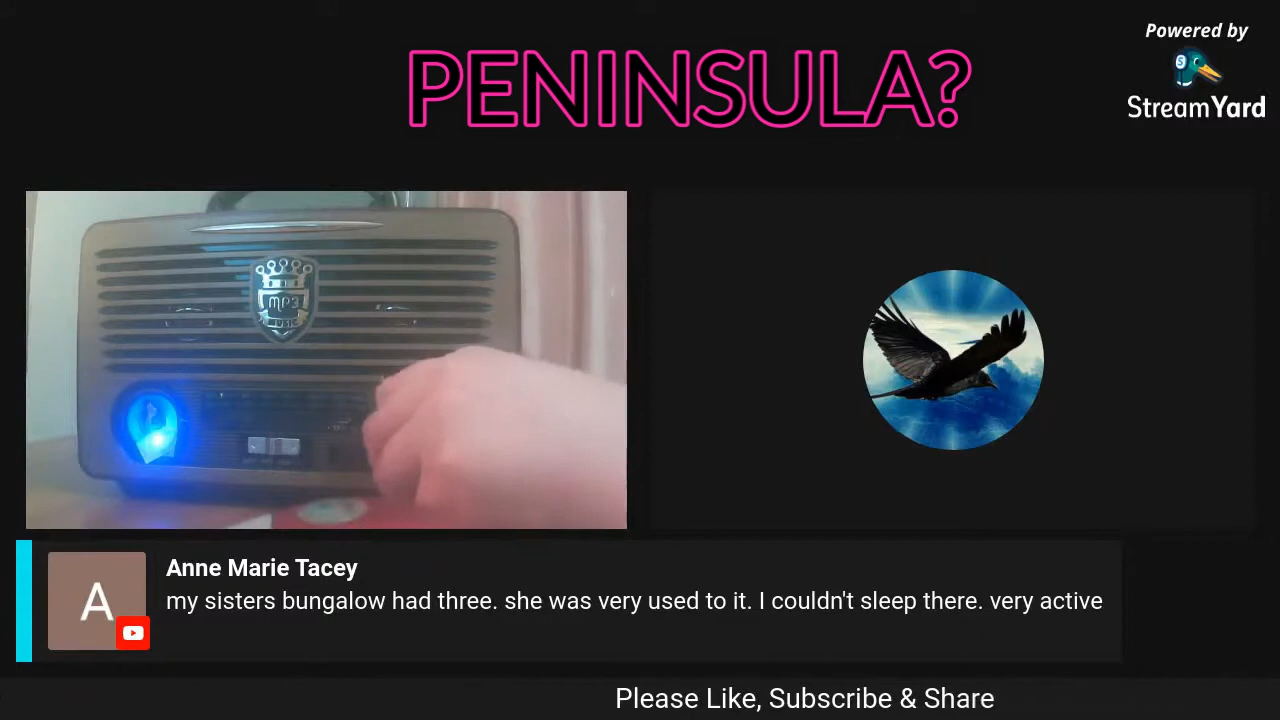 Powered by
PENINSULA?
S
StreamYard
MP3
A
Anne Marie Tacey
my sisters bungalow had three. she was very used to it. I couldn't sleep there. very active
Please Like, Subscribe & Share